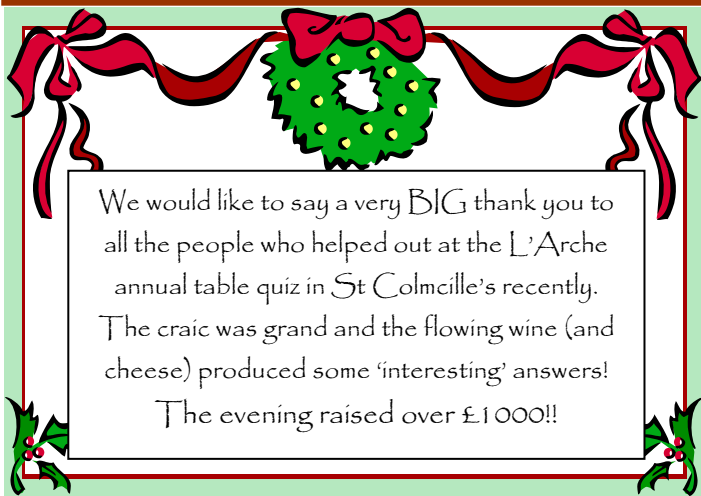 We would like to say a very BIG thank you to
all the people who helped out at the L'Arche
annual table quiz in St Colmcille's recently.
The craic was grand and the flowing wine (and
cheese) produced some 'interesting' answers!
The evening raised over £1000!!